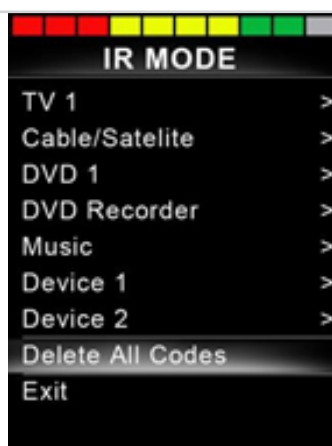 IR MODE
TV 1 >
Cable/Satelite >
DVD 1 >
DVD Recorder >
Music >
Device 1 >
Device 2 >
Delete All Codes
Exit